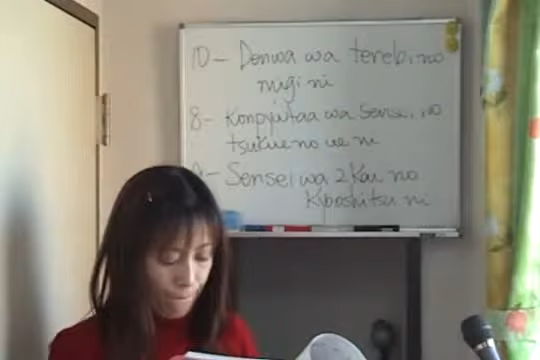 10 - Denwa wa terebi no
migi ni
8 - Konpyuutaa wa Sensei no
tsukue no ue ni
9 - Sensei wa 2 Kai no
Kyooshitsu ni